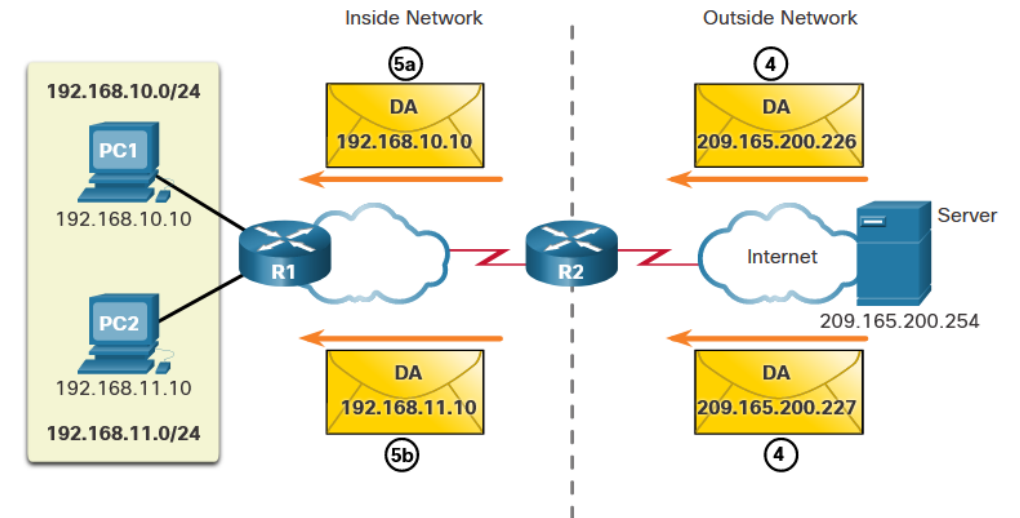 Inside Network
Outside Network
5a
4
192.168.10.0/24
DA
192.168.10.10
DA
209.165.200.226
PC1
192.168.10.10
Server
R1
R2
Internet
PC2
209.165.200.254
192.168.11.10
DA
192.168.11.10
DA
209.165.200.227
192.168.11.0/24
5b
4